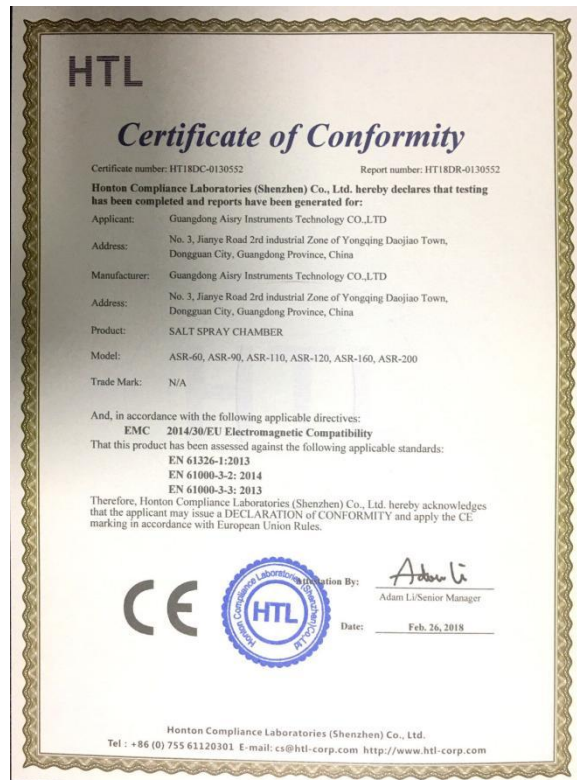 HTL
Certificate of Conformity
Certificate number: HT18DC-0130552 Report number: HT18DR-0130552
Honton Compliance Laboratories (Shenzhen) Co., Ltd. hereby declares that testing
has been completed and reports have been generated for:
Applicant: Guangdong Aisry Instruments Technology CO.,LTD
Address: No. 3, Jianye Road 2rd industrial Zone of Yongqing Daojiao Town,
Dongguan City, Guangdong Province, China
Manufacturer: Guangdong Aisry Instruments Technology CO.,LTD
Address: No. 3, Jianye Road 2rd industrial Zone of Yongqing Daojiao Town,
Dongguan City, Guangdong Province, China
Product: SALT SPRAY CHAMBER
Model: ASR-60, ASR-90, ASR-110, ASR-120, ASR-160, ASR-200
Trade Mark: N/A
And, in accordance with the following applicable directives:
EMC 2014/30/EU Electromagnetic Compatibility
That this product has been assessed against the following applicable standards:
EN 61326-1:2013
EN 61000-3-2: 2014
EN 61000-3-3: 2013
Therefore, Honton Compliance Laboratories (Shenzhen) Co., Ltd. hereby acknowledges
that the applicant may issue a DECLARATION of CONFORMITY and apply the CE
marking in accordance with European Union Rules.
CE
Honton Compliance Laboratories (Shenzhen) Co., Ltd
HTL
Attestation By: Adam Li
Adam Li/Senior Manager
Date: Feb. 26, 2018
Honton Compliance Laboratories (Shenzhen) Co., Ltd.
Tel : +86 (0) 755 61120301 E-mail: cs@htl-corp.com http://www.htl-corp.com